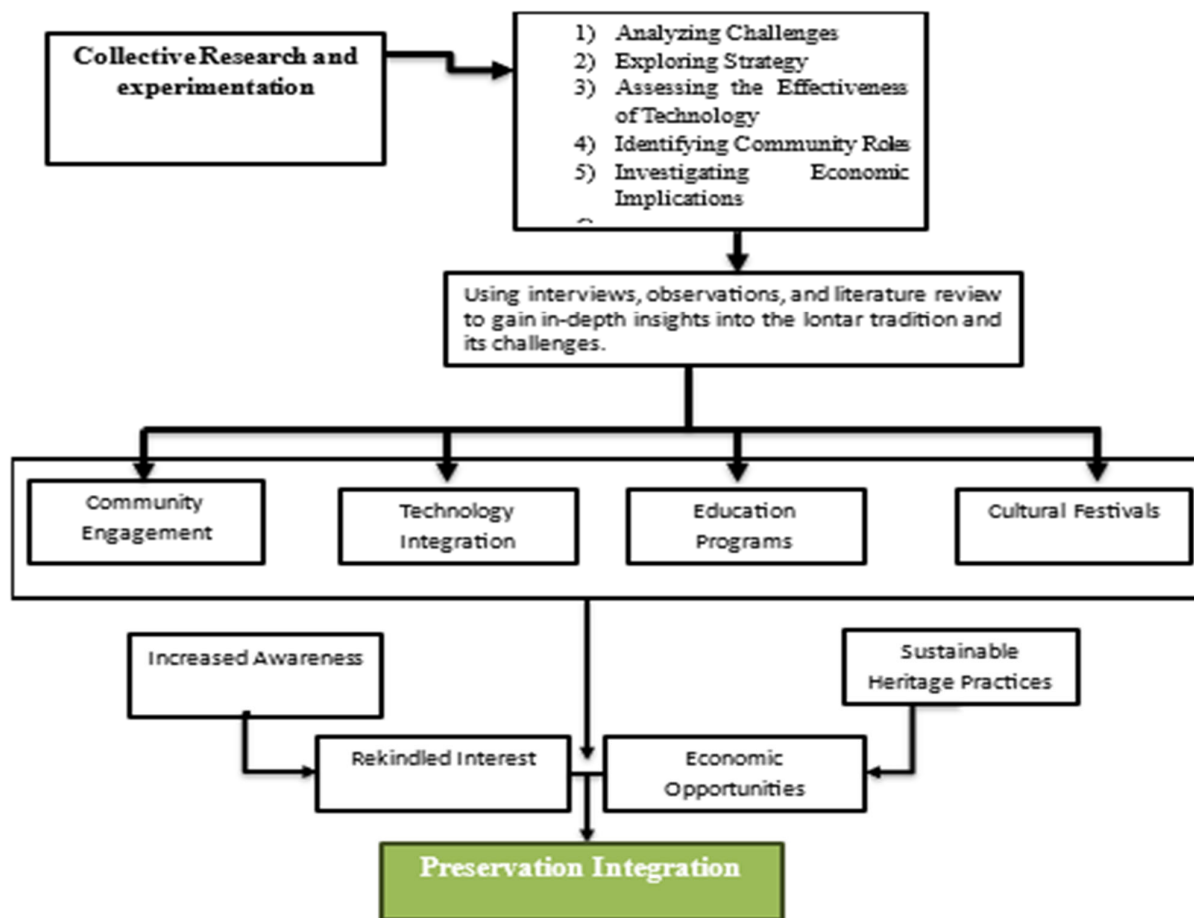 Collective Research and
experimentation
1) Analyzing Challenges
2) Exploring Strategy
3) Assessing the Effectiveness
of Technology
4) Identifying Community Roles
5) Investigating Economic
Implications
Using interviews, observations, and literature review
to gain in-depth insights into the lontar tradition and
its challenges.
Community
Engagement
Technology
Integration
Education
Programs
Cultural Festivals
Increased Awareness
Sustainable
Heritage Practices
Rekindled Interest
Economic
Opportunities
Preservation Integration